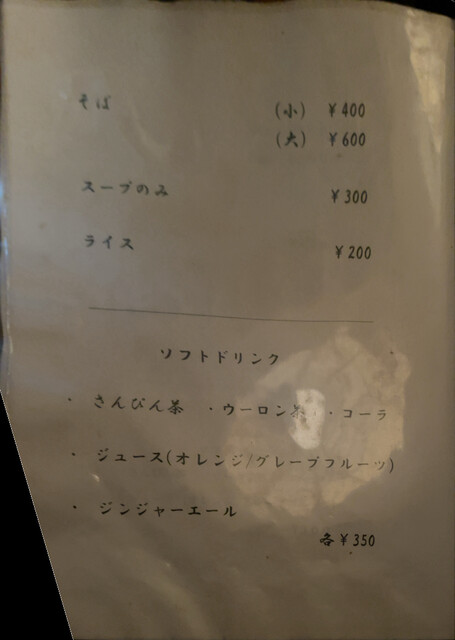 そば （小） ￥400
（大） ￥600
スープのみ ￥300
ライス ￥200
ソフトドリンク
・ さんぴん茶 ・ウーロン茶 ・コーラ
・ ジュース(オレンジ/グレープフルーツ)
・ ジンジャーエール
各￥350